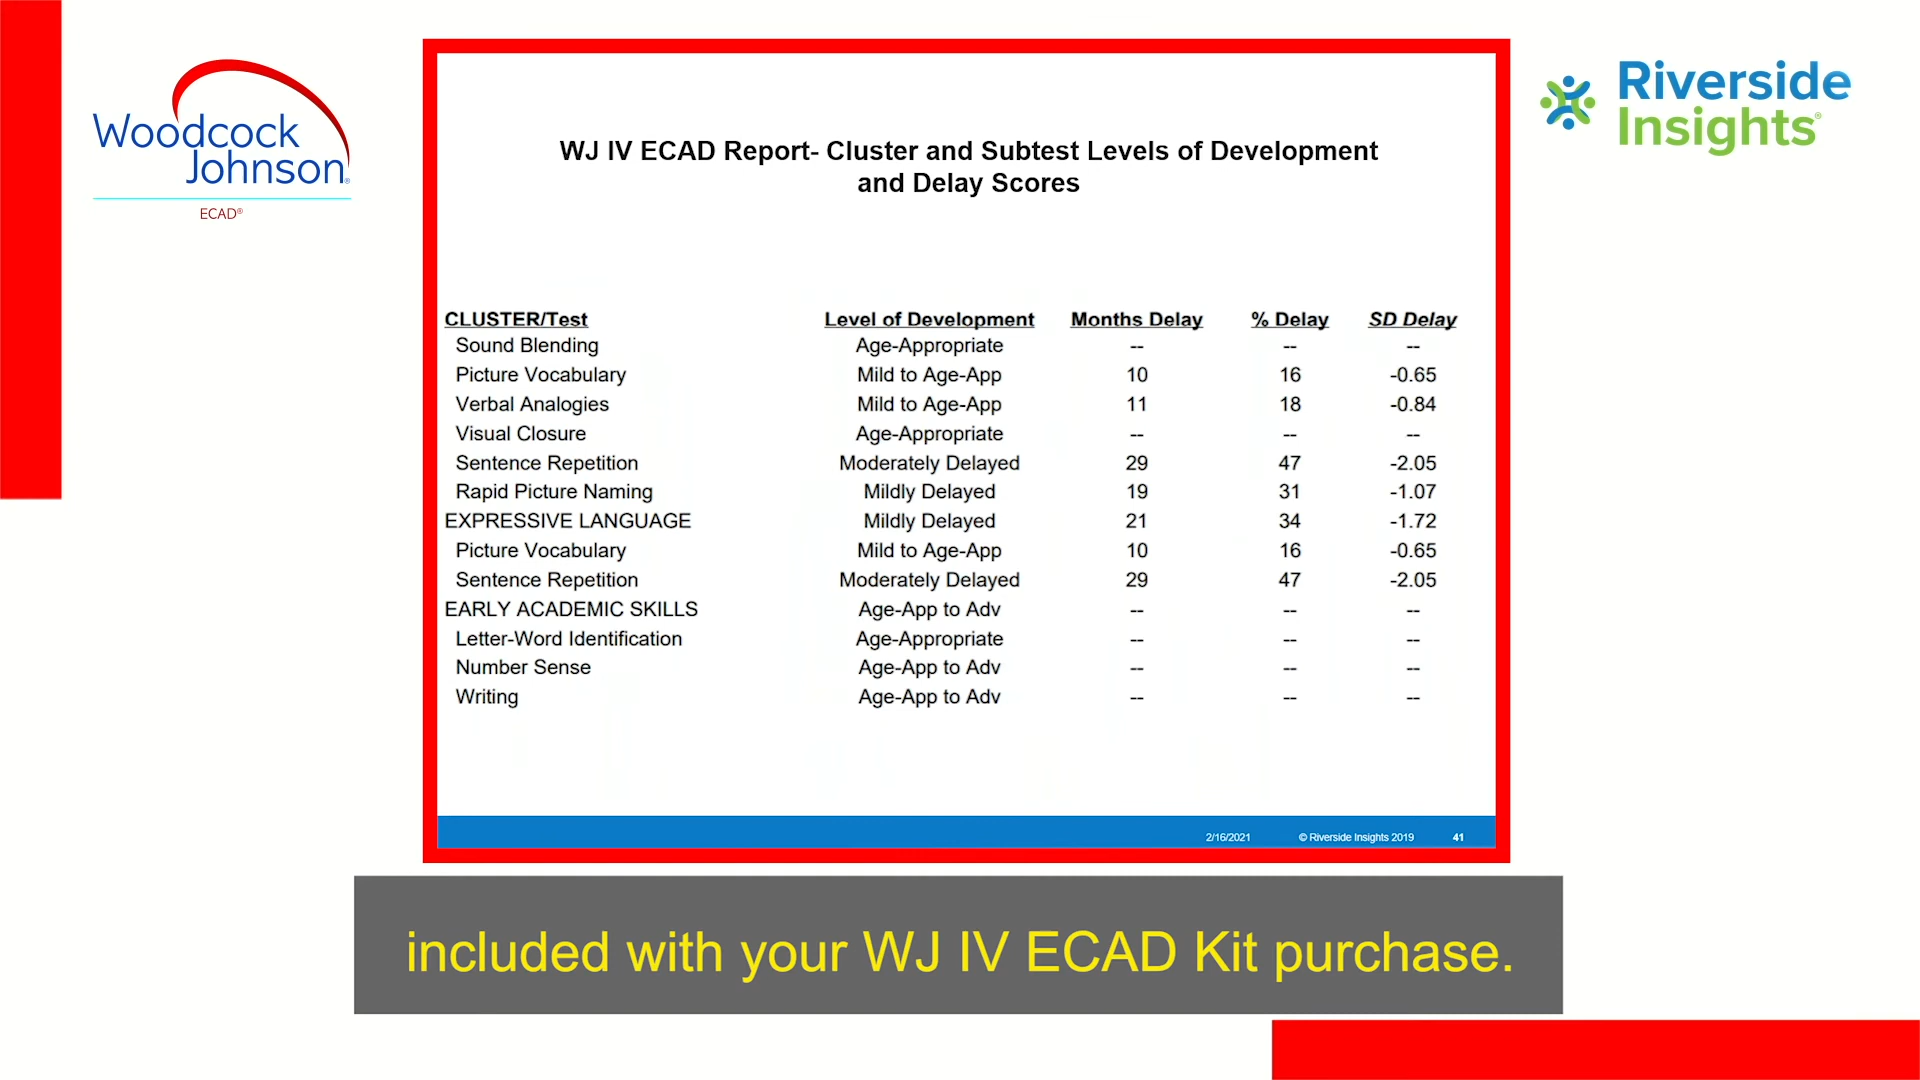 Woodcock
Johnson®
ECAD®
Riverside
Insights®
WJ IV ECAD Report- Cluster and Subtest Levels of Development
and Delay Scores
CLUSTER/Test Level of Development Months Delay % Delay SD Delay
Sound Blending Age-Appropriate -- -- --
Picture Vocabulary Mild to Age-App 10 16 -0.65
Verbal Analogies Mild to Age-App 11 18 -0.84
Visual Closure Age-Appropriate -- -- --
Sentence Repetition Moderately Delayed 29 47 -2.05
Rapid Picture Naming Mildly Delayed 19 31 -1.07
EXPRESSIVE LANGUAGE Mildly Delayed 21 34 -1.72
Picture Vocabulary Mild to Age-App 10 16 -0.65
Sentence Repetition Moderately Delayed 29 47 -2.05
EARLY ACADEMIC SKILLS Age-App to Adv -- -- --
Letter-Word Identification Age-Appropriate -- -- --
Number Sense Age-App to Adv -- -- --
Writing Age-App to Adv -- -- --
2/16/2021 © Riverside Insights 2019 41
included with your WJ IV ECAD Kit purchase.